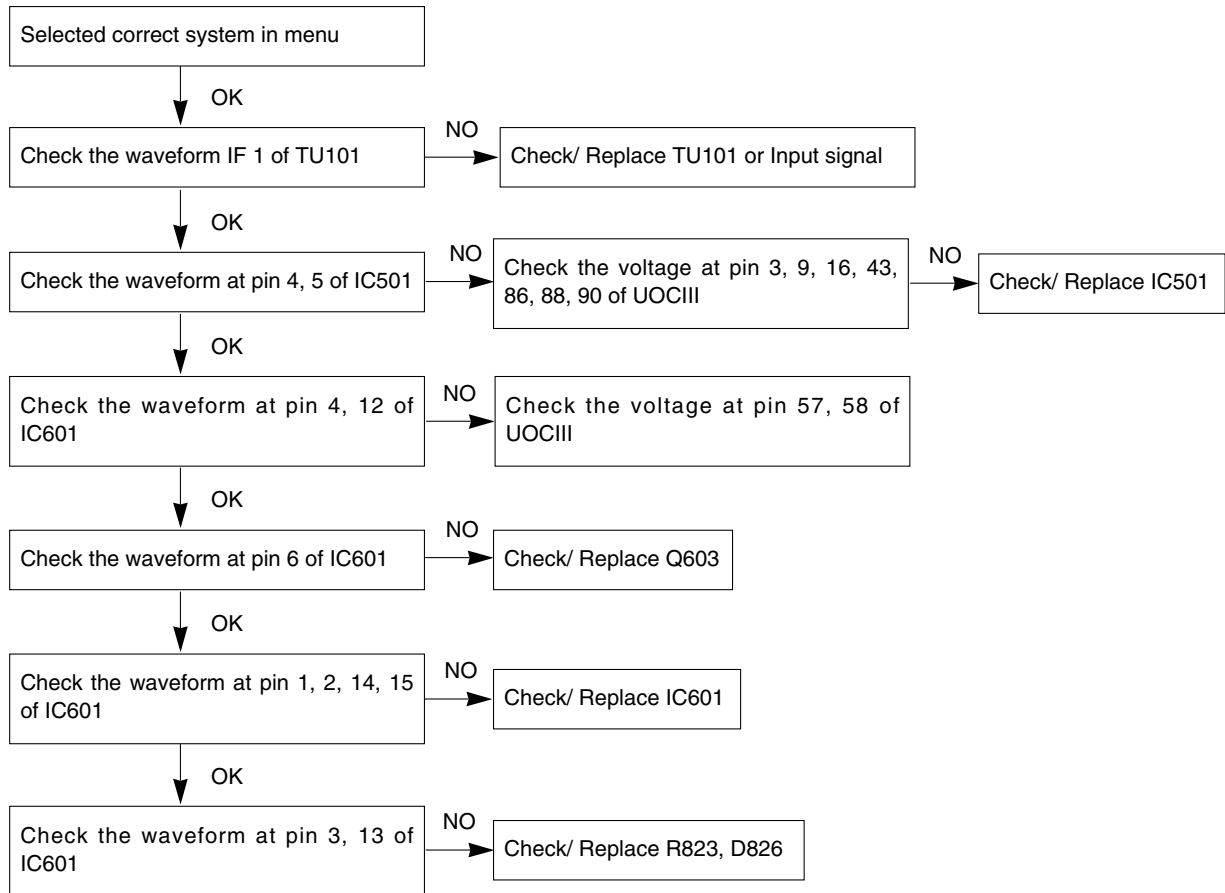 Selected correct system in menu
OK
Check the waveform IF 1 of TU101
NO
Check/ Replace TU101 or Input signal
OK
Check the waveform at pin 4, 5 of IC501
NO
Check the voltage at pin 3, 9, 16, 43,
86, 88, 90 of UOCIII
NO
Check/ Replace IC501
OK
Check the waveform at pin 4, 12 of
IC601
NO
Check the voltage at pin 57, 58 of
UOCIII
OK
Check the waveform at pin 6 of IC601
NO
Check/ Replace Q603
OK
Check the waveform at pin 1, 2, 14, 15
of IC601
NO
Check/ Replace IC601
OK
Check the waveform at pin 3, 13 of
IC601
NO
Check/ Replace R823, D826